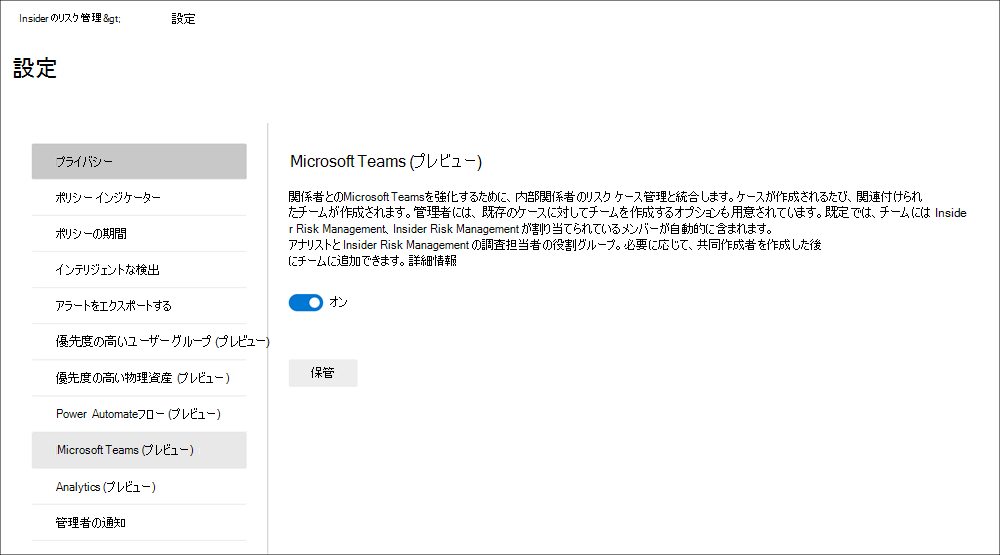 Insider のリスク管理 &gt; 設定
設定
プライバシー
ポリシー インジケーター
ポリシーの期間
インテリジェントな検出
アラートをエクスポートする
優先度の高いユーザー グループ (プレビュー)
優先度の高い物理資産 (プレビュー)
Power Automateフロー (プレビュー)
Microsoft Teams (プレビュー)
Analytics (プレビュー)
管理者の通知
Microsoft Teams (プレビュー)
関係者とのMicrosoft Teamsを強化するために、内部関係者のリスク ケース管理と統合します。ケースが作成されるたび、関連付けられ
たチームが作成されます。管理者には、既存のケースに対してチームを作成するオプションも用意されています。既定では、チームには Inside
r Risk Management、Insider Risk Management が割り当てられているメンバーが自動的に含まれます。
アナリストと Insider Risk Management の調査担当者の役割グループ。必要に応じて、共同作成者を作成した後
にチームに追加できます。詳細情報
オン
保管